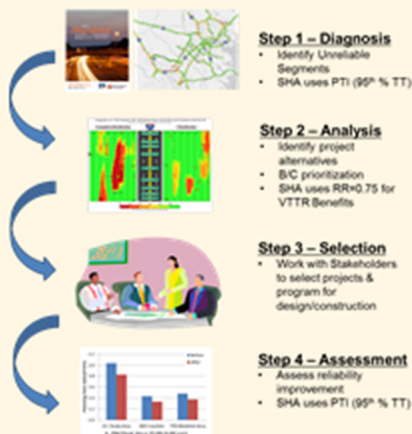 Step 1 – Diagnosis
• Identify Unreliable
Segments
• SHA uses PTI (95th % TT)
Step 2 – Analysis
• Identify project
alternatives
• B/C prioritization
• SHA uses RR=0.75 for
VTTR Benefits
Step 3 – Selection
• Work with Stakeholders
to select projects &
program for
design/construction
Step 4 – Assessment
• Assess reliability
improvement
• SHA uses PTI (95th % TT)